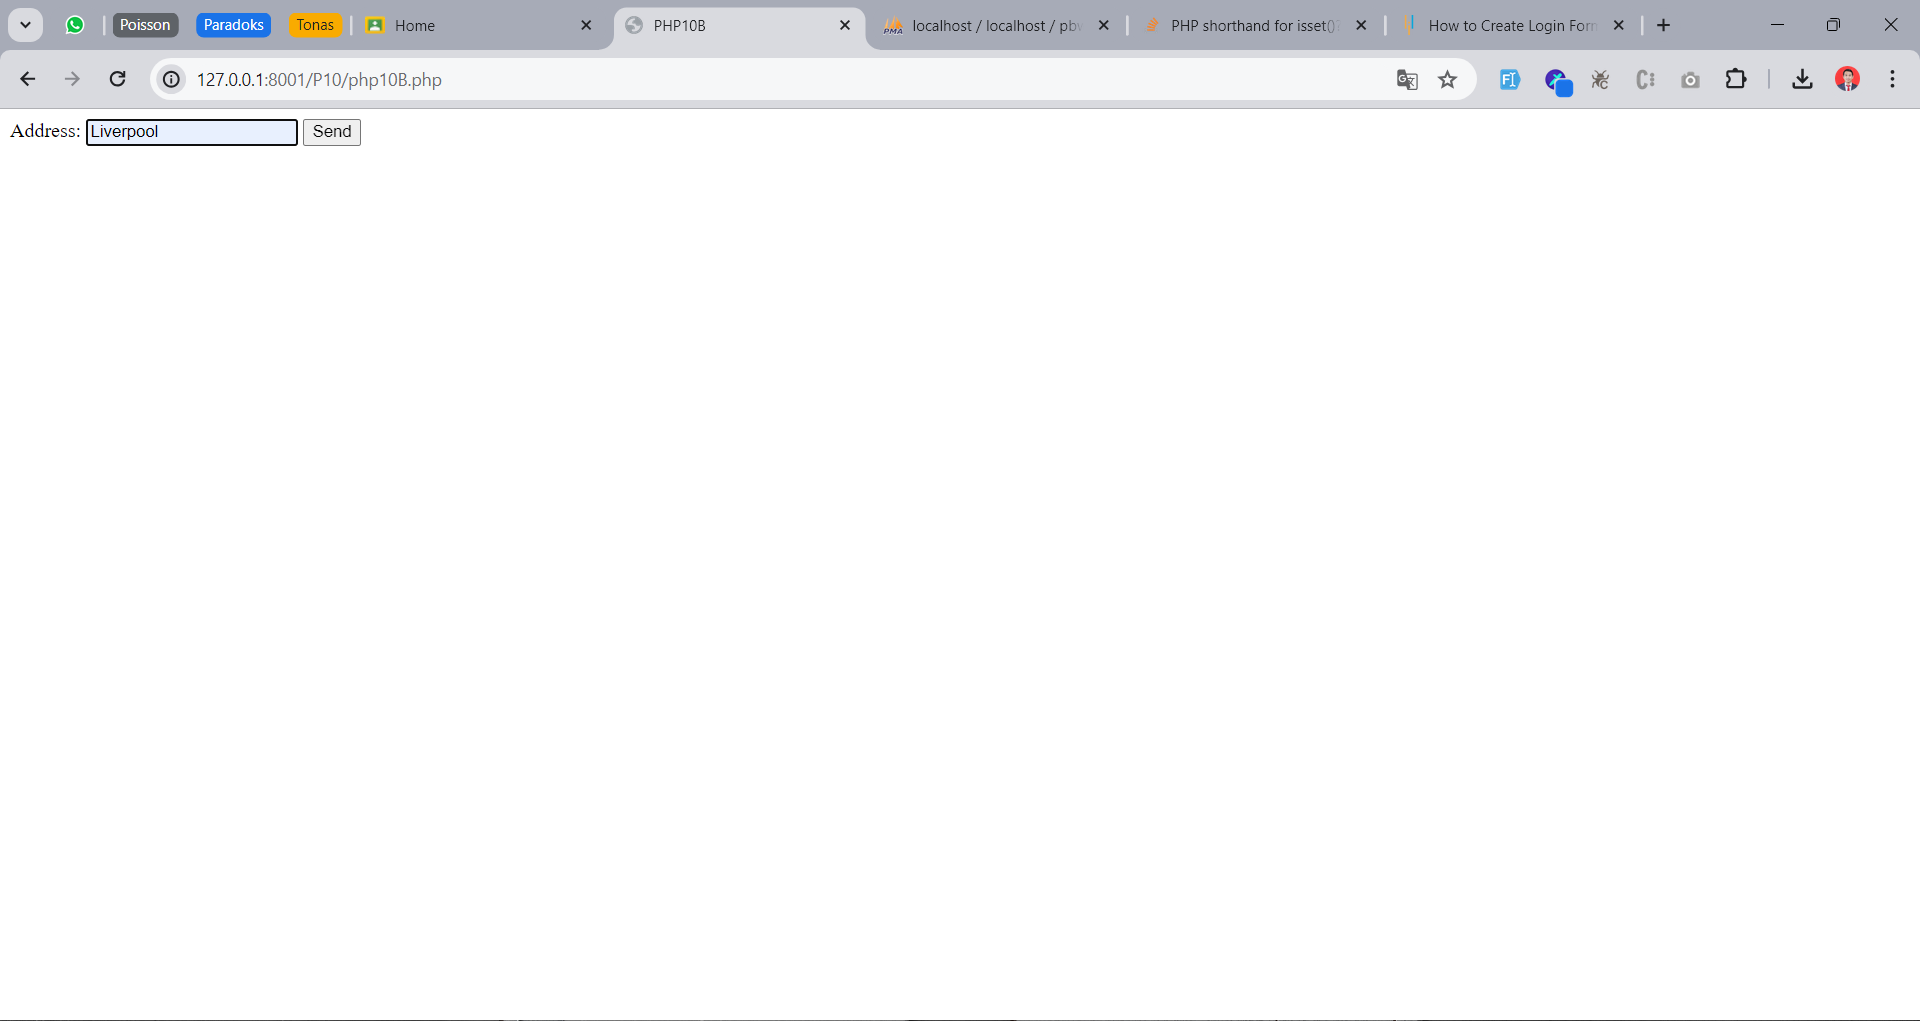 Poisson Paradoks Tonas Home PHP10B localhost / localhost / pbw PHP shorthand for isset()? How to Create Login Form
127.0.0.1:8001/P10/php10B.php
Address: Liverpool Send